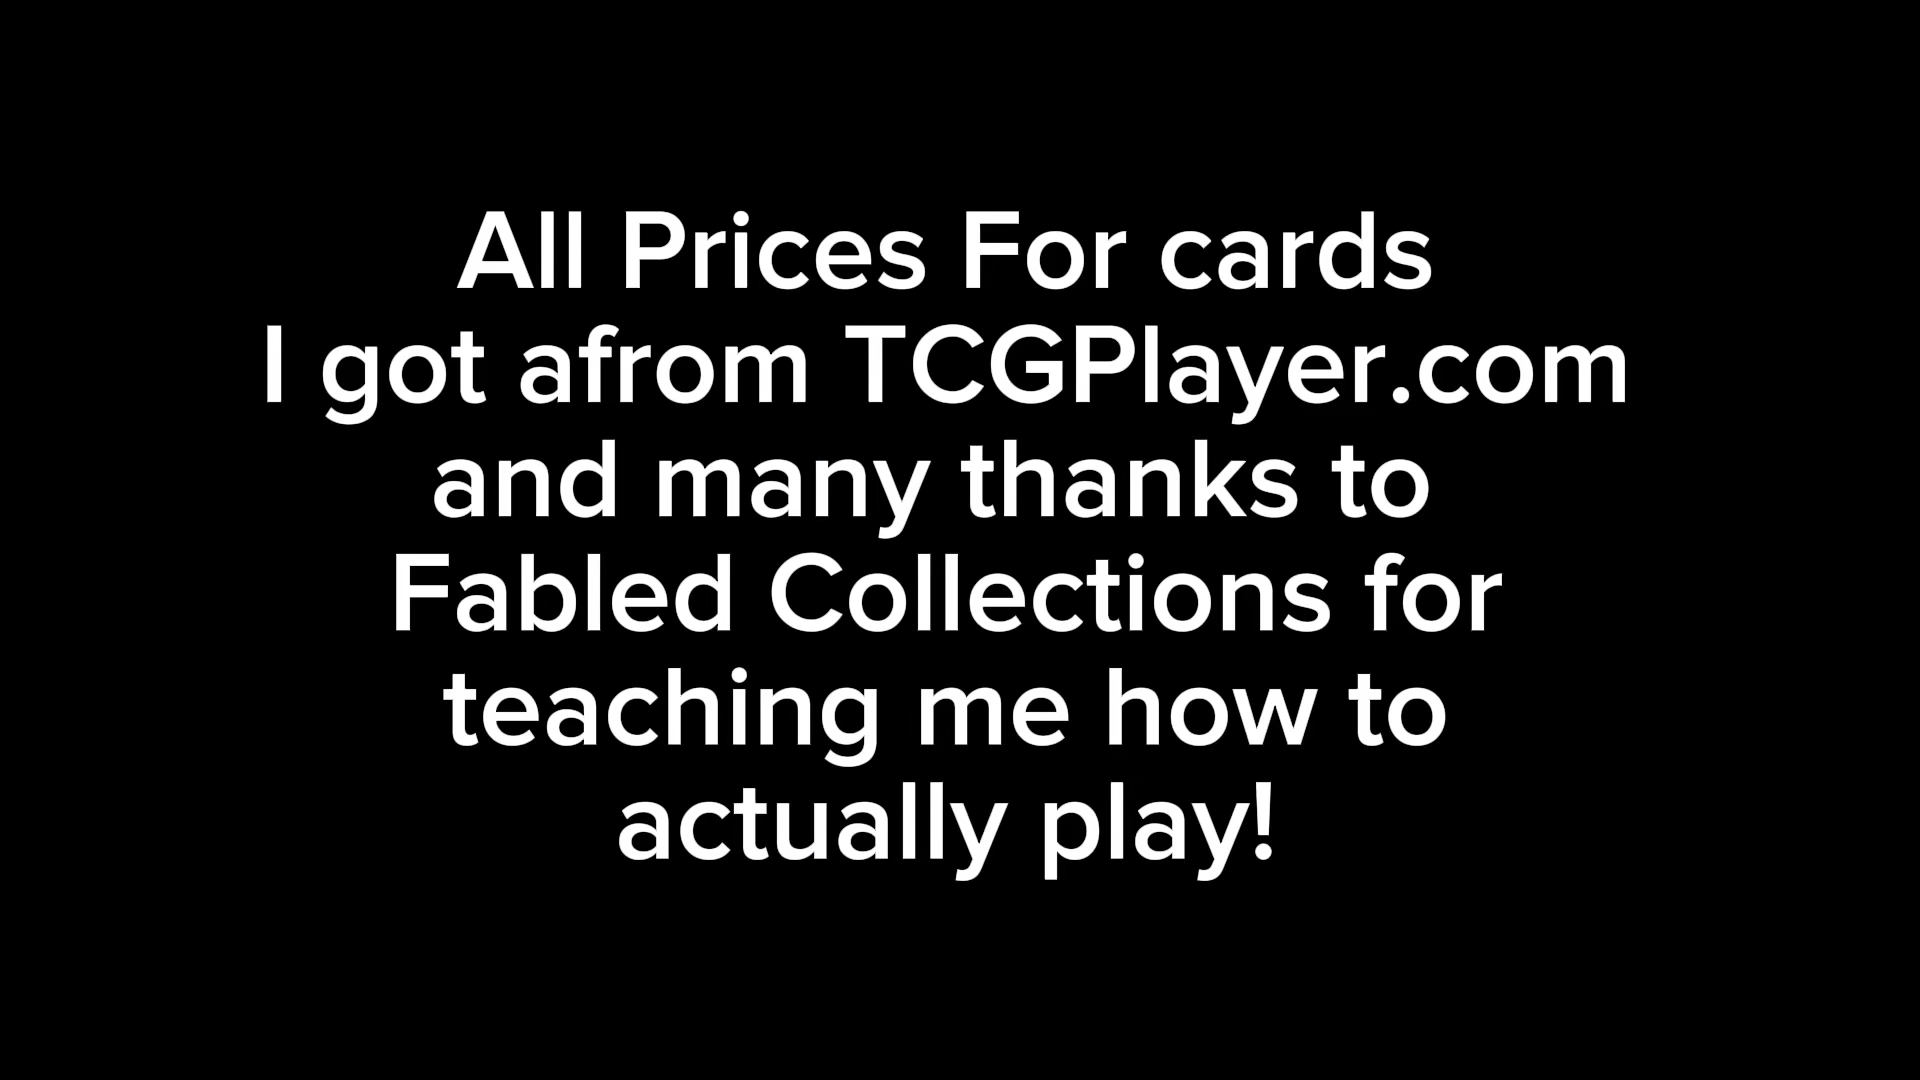 All Prices For cards
I got afrom TCGPlayer.com
and many thanks to
Fabled Collections for
teaching me how to
actually play!